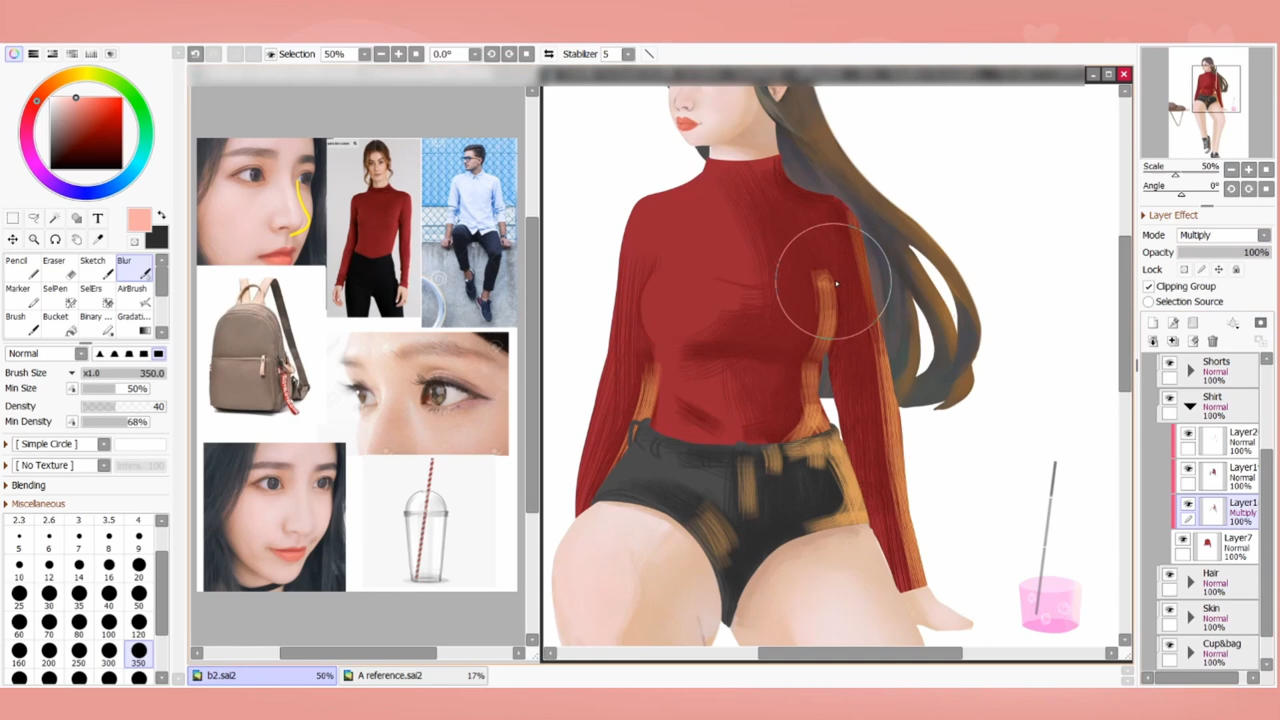 Selection 50% 0.0° Stabilizer 5
T
Pencil Eraser Sketch Blur
Marker SelPen SelErs AirBrush
Brush Bucket Binary ... Gradati...
Normal
Brush Size x1.0 350.0
Min Size 50%
Density 40
Min Density 68%
[ Simple Circle ]
[ No Texture ] Intens. 100
Blending
Miscellaneous
2.3 2.6 3 3.5 4
5 6 7 8 9
10 12 14 16 20
25 30 35 40 50
60 70 80 100 120
160 200 250 300 350
b2.sai2 50% A reference.sai2 17%
Scale 50%
Angle 0°
Layer Effect
Mode Multiply
Opacity 100%
Lock
Clipping Group
Selection Source
Shorts
Normal
100%
Shirt
Normal
100%
Layer2
Normal
100%
Layer1
Normal
100%
Layer1
Multiply
100%
Layer7
Normal
100%
Hair
Normal
100%
Skin
Normal
100%
Cup&bag
Normal
100%